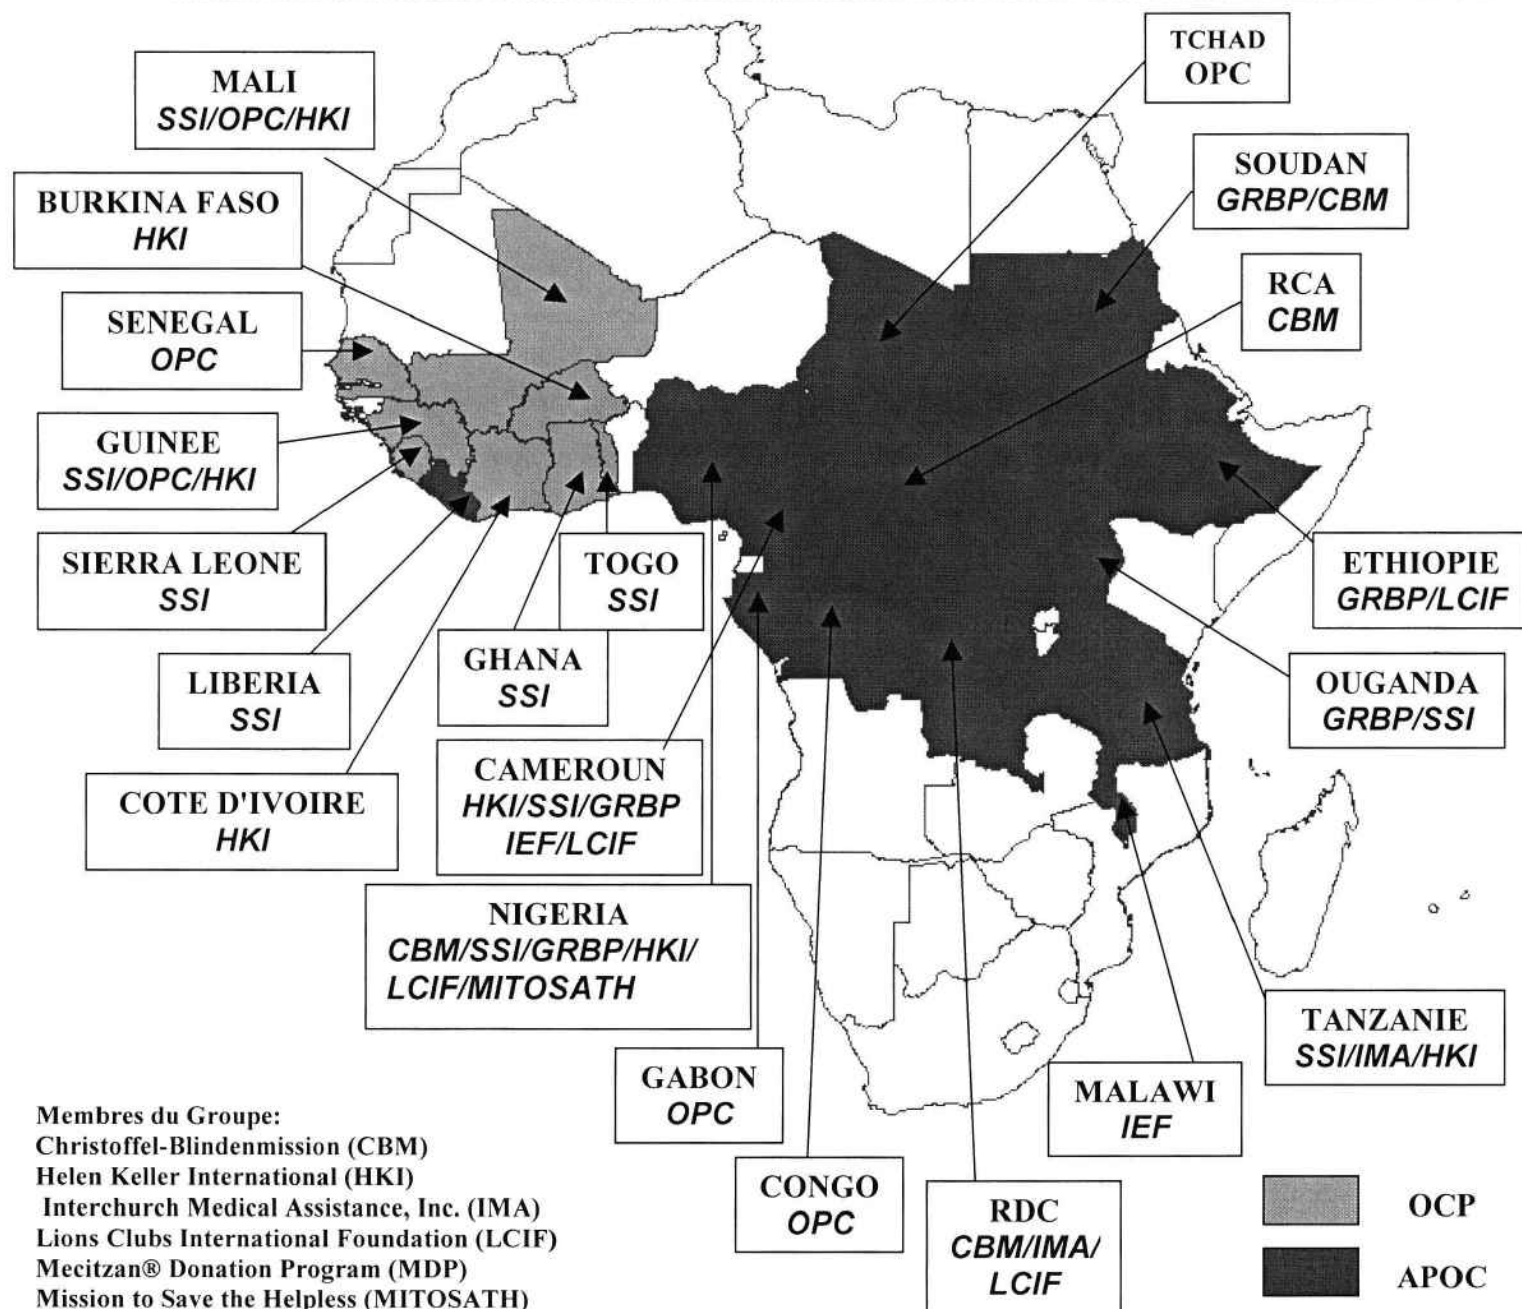 TCHAD
OPC
MALI
SSI/OPC/HKI
SOUDAN
GRBP/CBM
BURKINA FASO
HKI
RCA
CBM
SENEGAL
OPC
GUINEE
SSI/OPC/HKI
SIERRA LEONE
SSI
TOGO
SSI
ETHIOPIE
GRBP/LCIF
LIBERIA
SSI
GHANA
SSI
OUGANDA
GRBP/SSI
COTE D'IVOIRE
HKI
CAMEROUN
HKI/SSI/GRBP
IEF/LCIF
NIGERIA
CBM/SSI/GRBP/HKI/
LCIF/MITOSATH
TANZANIE
SSI/IMA/HKI
GABON
OPC
MALAWI
IEF
CONGO
OPC
RDC
CBM/IMA/
LCIF
Membres du Groupe:
Christoffel-Blindenmission (CBM)
Helen Keller International (HKI)
Interchurch Medical Assistance, Inc. (IMA)
Lions Clubs International Foundation (LCIF)
Mecitzan® Donation Program (MDP)
Mission to Save the Helpless (MITOSATH)
OCP
APOC